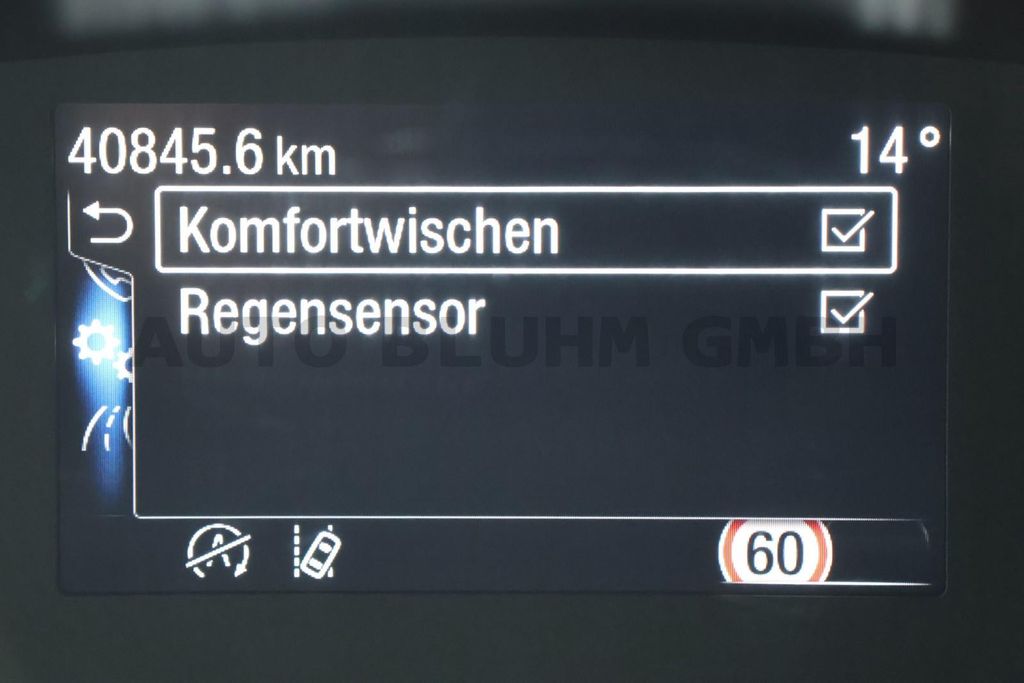 40845.6 km 14°
Komfortwischen
Regensensor
AUTO BLUHM GMBH
60